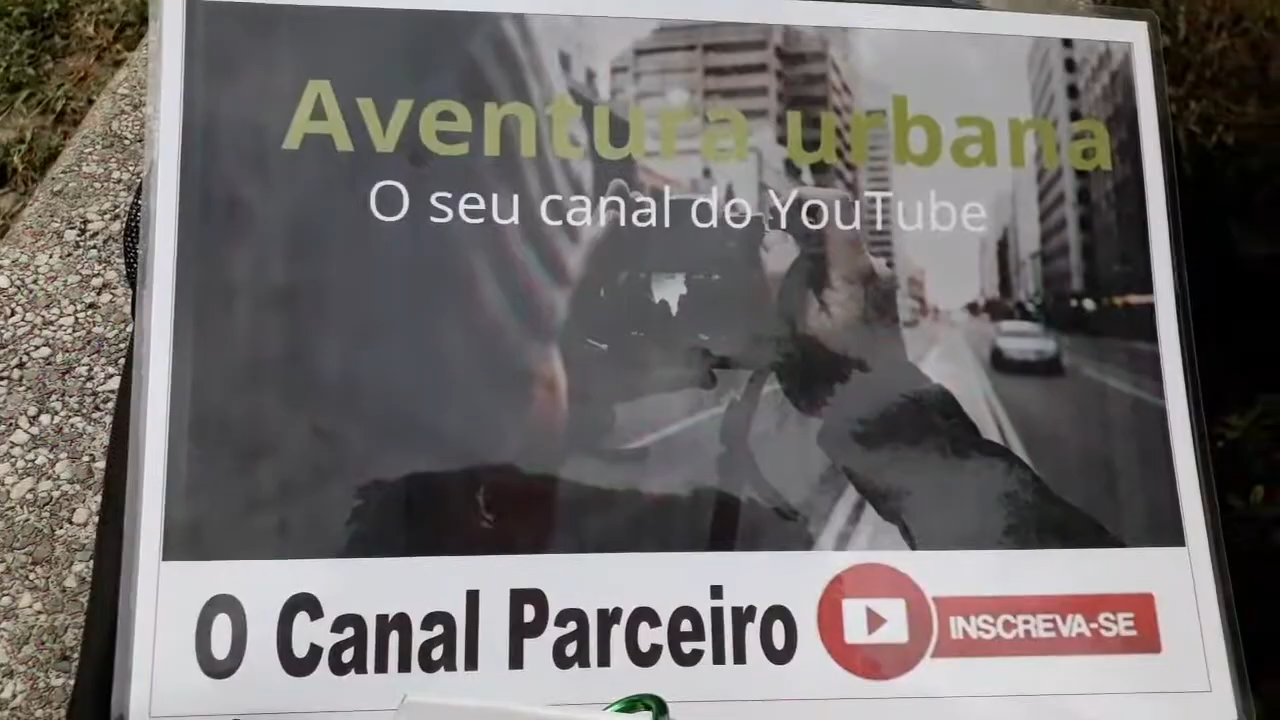 Aventura urbana
O seu canal do YouTube
O Canal Parceiro
INSCREVA-SE